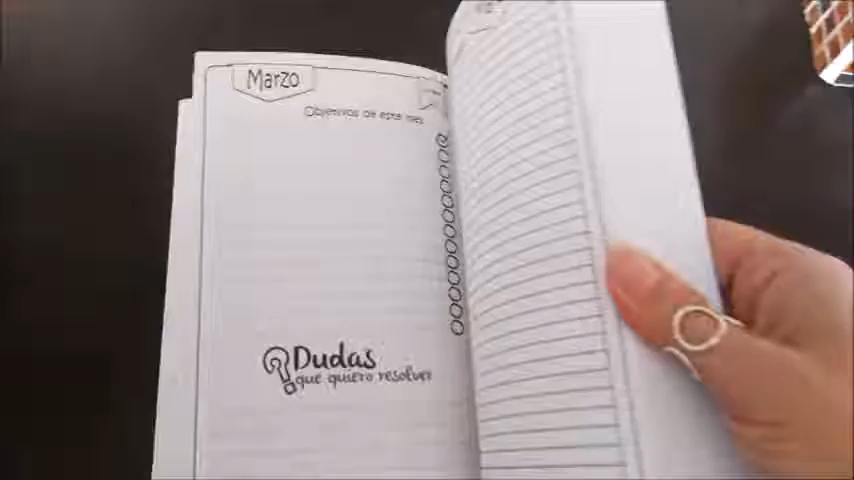 Marzo
Objetivos de este mes
Dudas
que quiero resolver